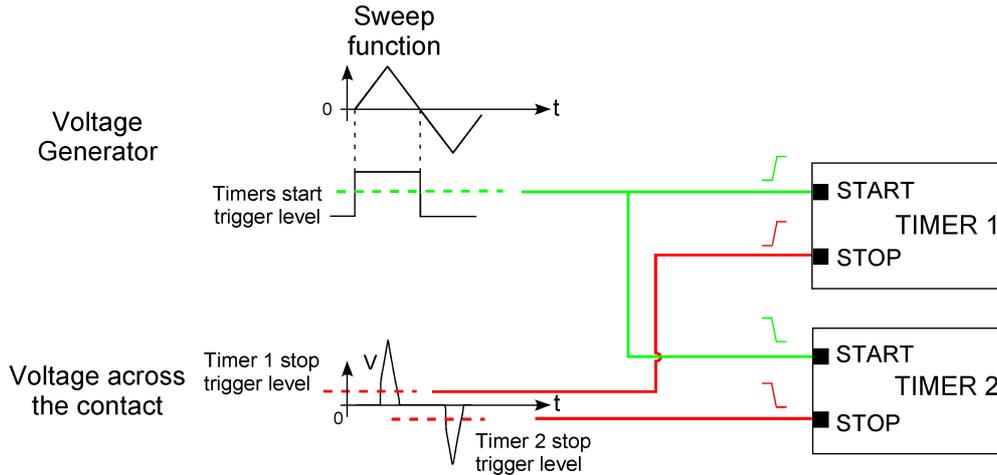 Sweep
function
0
t
Voltage
Generator
Timers start
trigger level
START
TIMER 1
STOP
Timer 1 stop
trigger level
V
Voltage across
the contact
0
t
Timer 2 stop
trigger level
START
TIMER 2
STOP